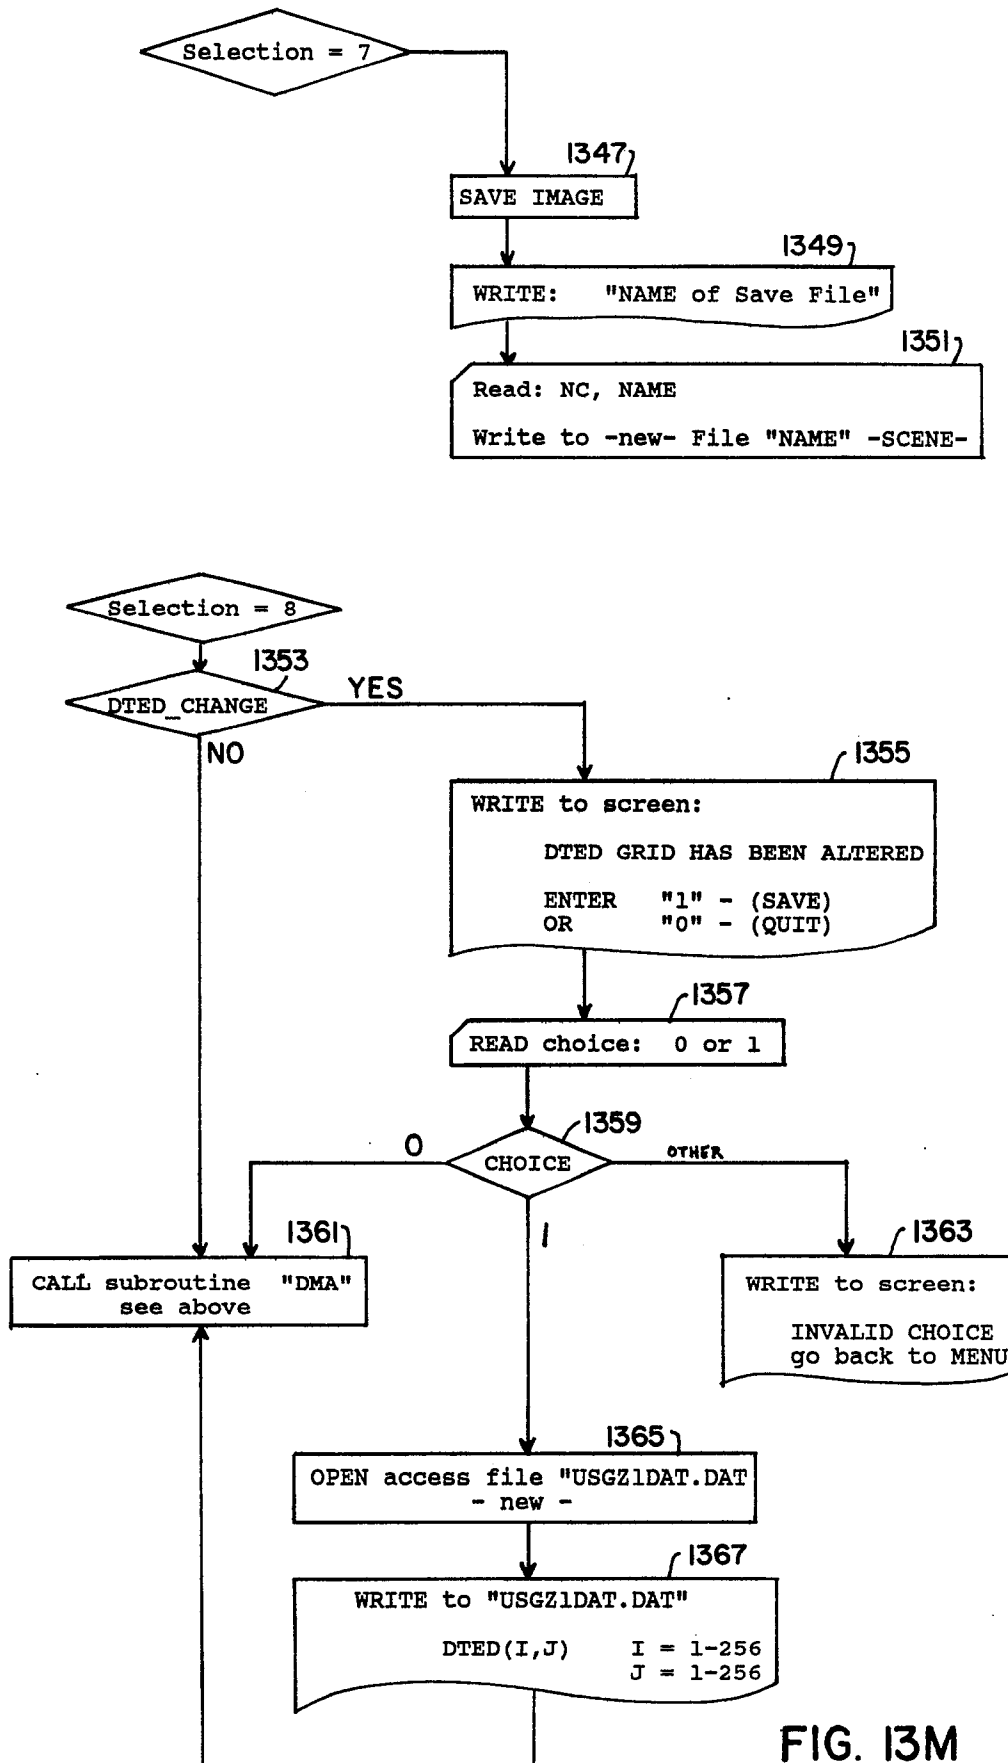 Selection = 7
1347
SAVE IMAGE
1349
WRITE: "NAME of Save File"
1351
Read: NC, NAME
Write to -new- File "NAME" -SCENE-
Selection = 8
1353
DTED_CHANGE
YES
NO
1355
WRITE to screen:
DTED GRID HAS BEEN ALTERED
ENTER "1" - (SAVE)
OR "0" - (QUIT)
1357
READ choice: 0 or 1
1359
0
CHOICE
OTHER
1
1361
CALL subroutine "DMA"
see above
1363
WRITE to screen:
INVALID CHOICE
go back to MENU
1365
OPEN access file "USGZ1DAT.DAT
- new -
1367
WRITE to "USGZ1DAT.DAT"
DTED(I,J) I = 1-256
J = 1-256
FIG. 13M